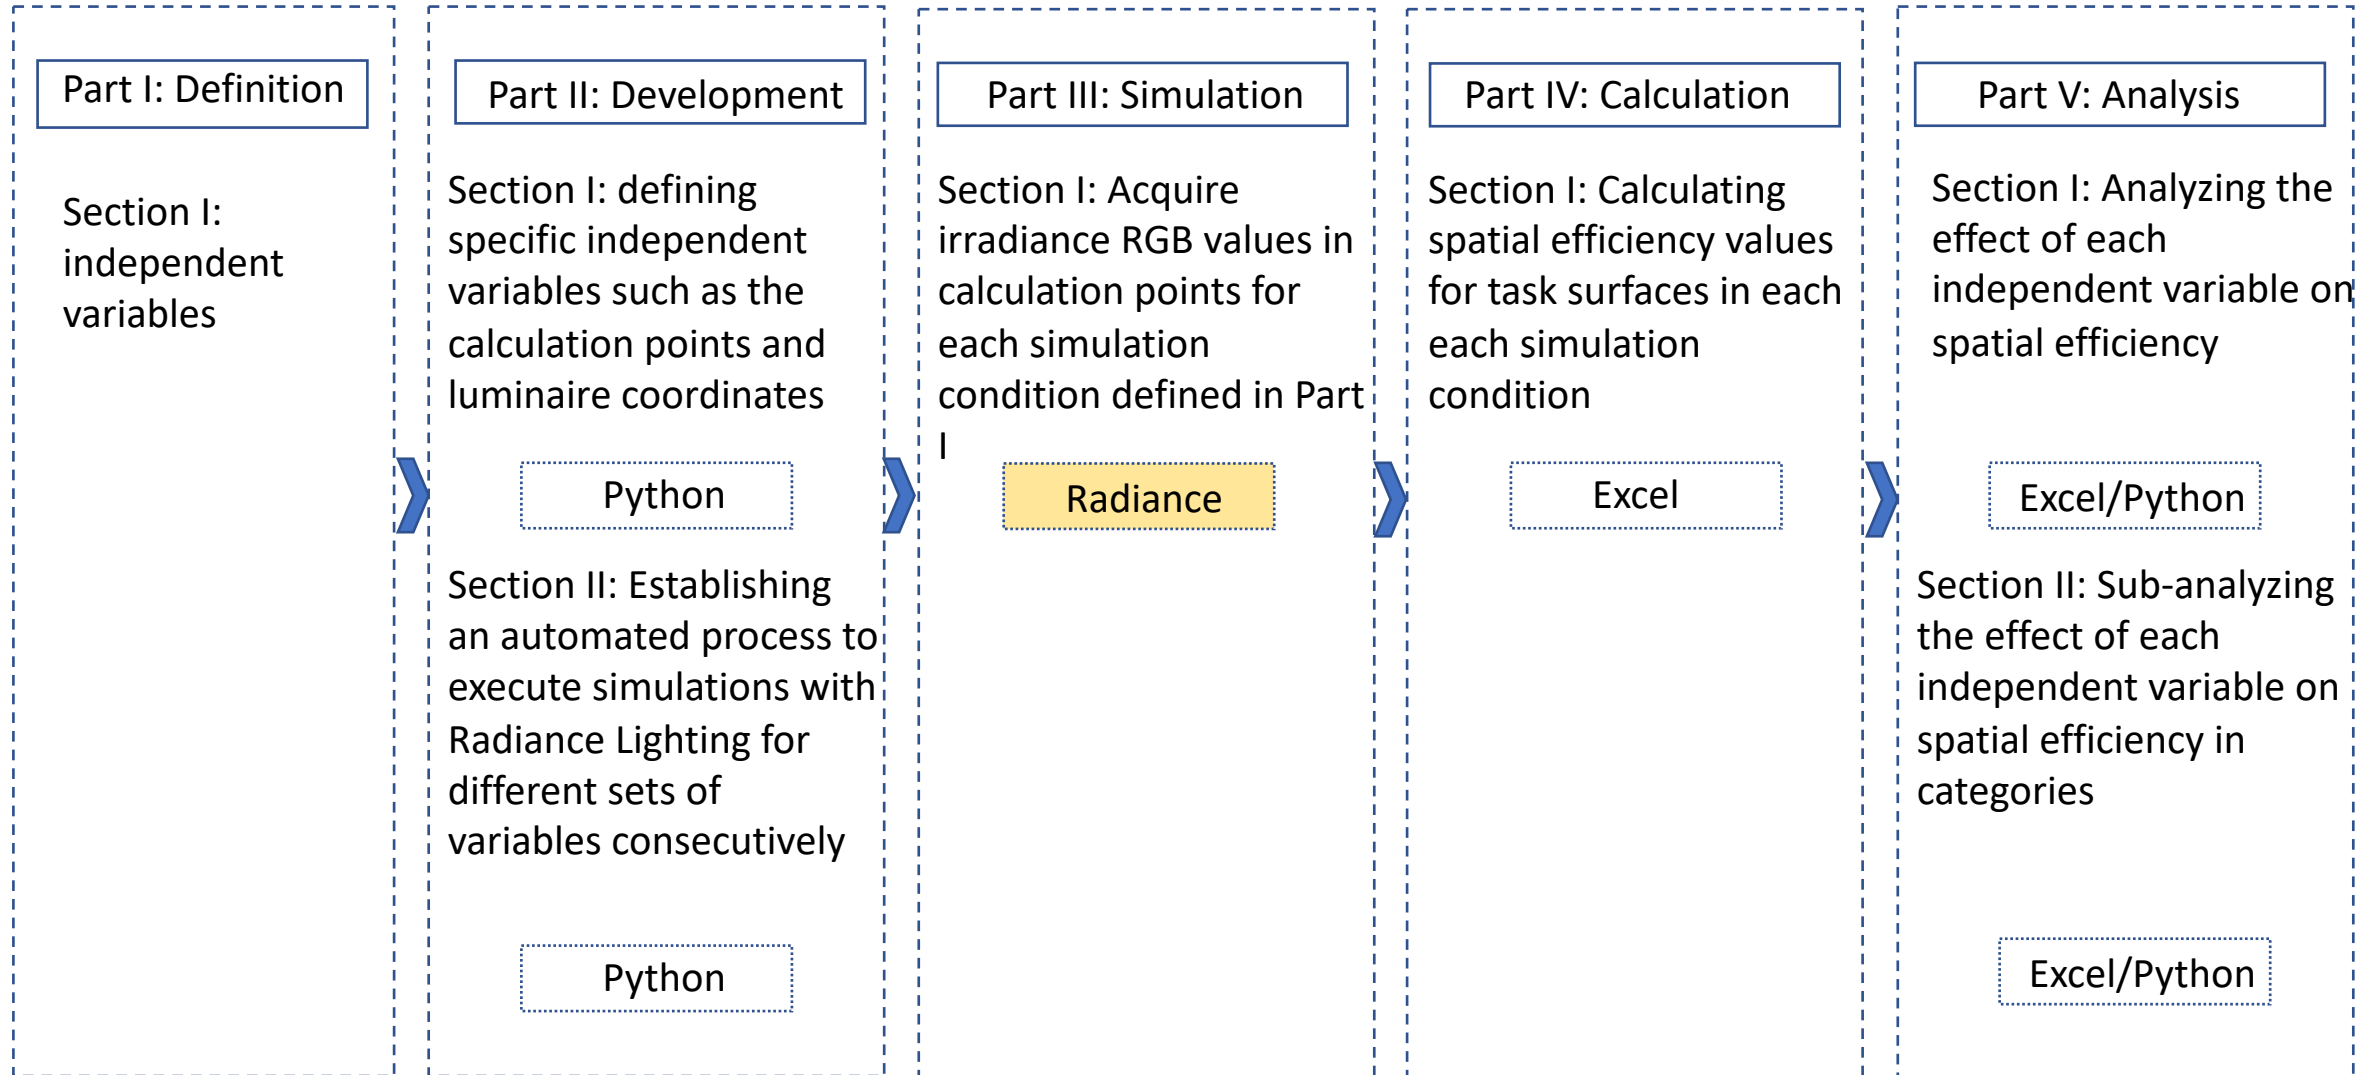 Part I: Definition
Section I:
independent
variables
Part II: Development
Section I: defining
specific independent
variables such as the
calculation points and
luminaire coordinates
Python
Section II: Establishing
an automated process to
execute simulations with
Radiance Lighting for
different sets of
variables consecutively
Python
Part III: Simulation
Section I: Acquire
irradiance RGB values in
calculation points for
each simulation
condition defined in Part
I
Radiance
Part IV: Calculation
Section I: Calculating
spatial efficiency values
for task surfaces in each
each simulation
condition
Excel
Part V: Analysis
Section I: Analyzing the
effect of each
independent variable on
spatial efficiency
Excel/Python
Section II: Sub-analyzing
the effect of each
independent variable on
spatial efficiency in
categories
Excel/Python